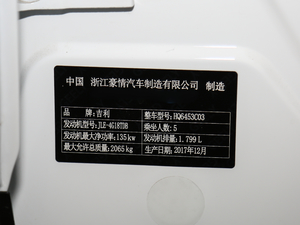 中国 浙江豪情汽车制造有限公司 制造
品牌:吉利 整车型号:HQ6453C03
发动机型号:JLE-4G18TDB 乘坐人数:5
发动机最大净功率:135kw 发动机排量:1.799L
最大允许总质量:2065kg 生产日期:2017年12月